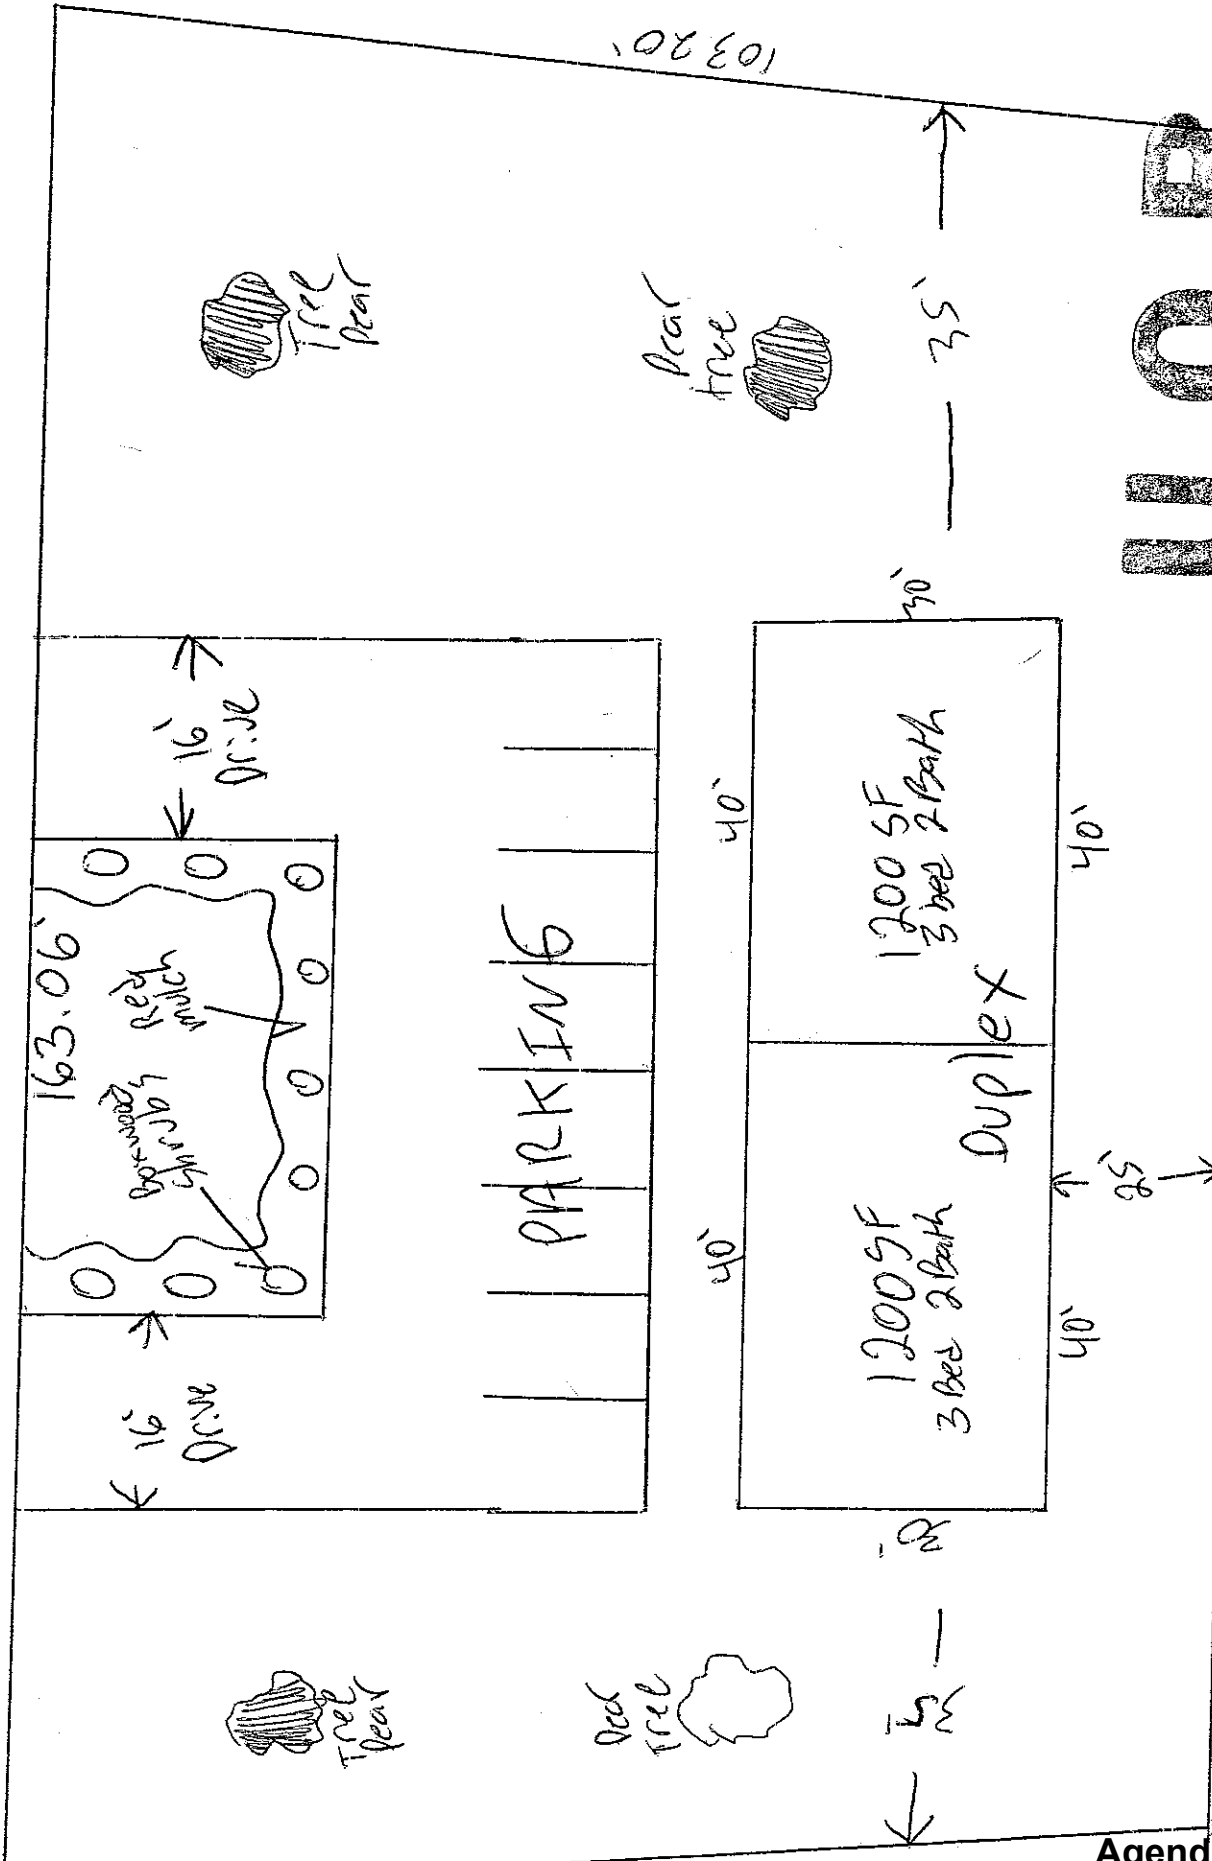 163.06'
Boxwood
Shrubs
Red
mulch
16'
Drive
16'
Drive
PARKING
Tree
Pear
Tree
Pear
Pear
tree
Tree
103.20'
40'
40'
1200 SF
3 Bed 2 Bath
1200 SF
3 bed 2 Bath
Duplex
40'
40'
30'
30'
35'
35'
25'
Agend